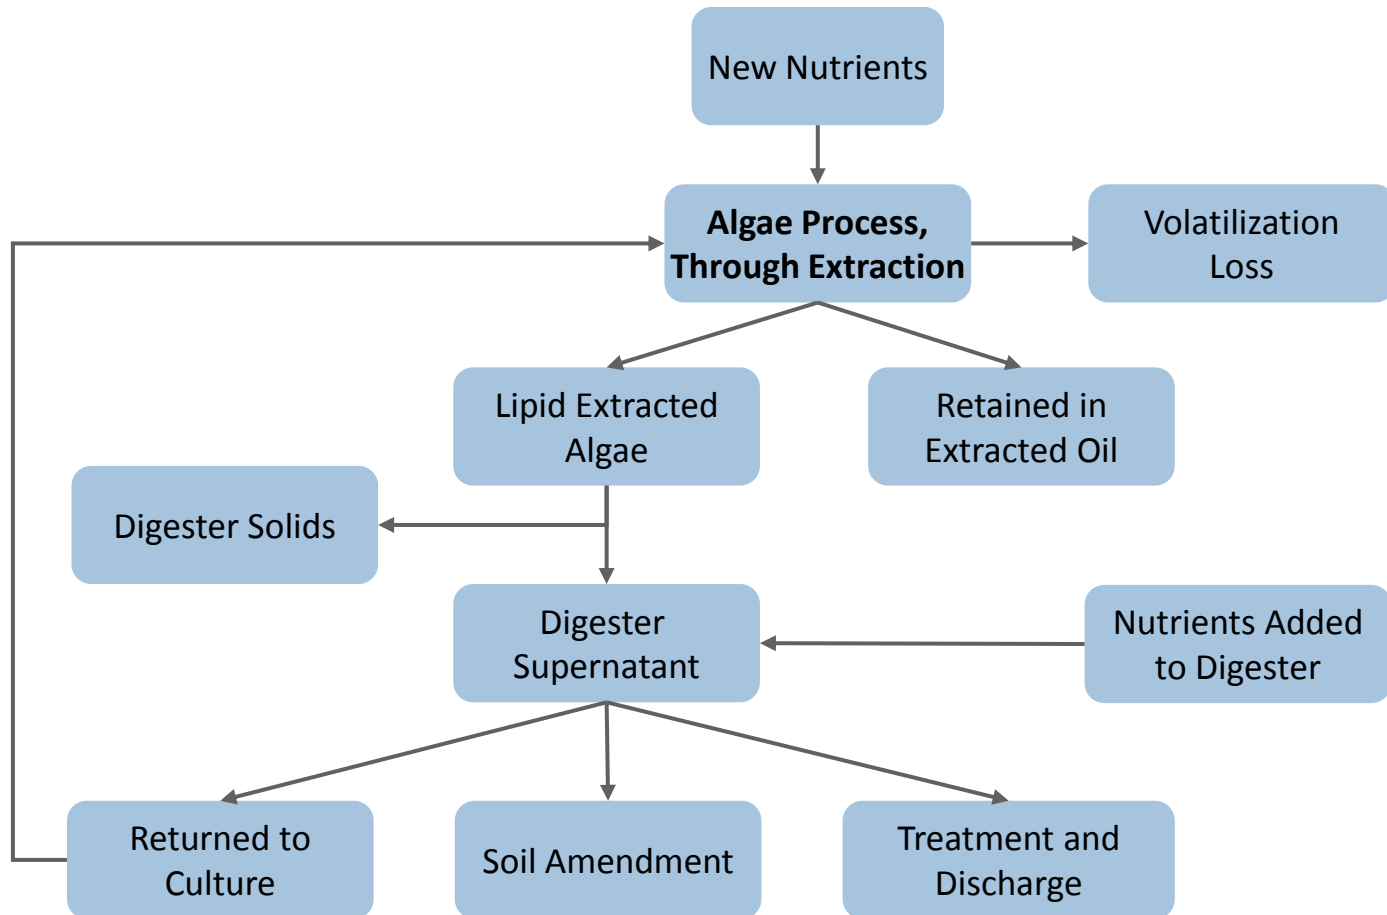 New Nutrients
Algae Process,
Through Extraction
Volatilization
Loss
Lipid Extracted
Algae
Retained in
Extracted Oil
Digester Solids
Digester
Supernatant
Nutrients Added
to Digester
Returned to
Culture
Soil Amendment
Treatment and
Discharge